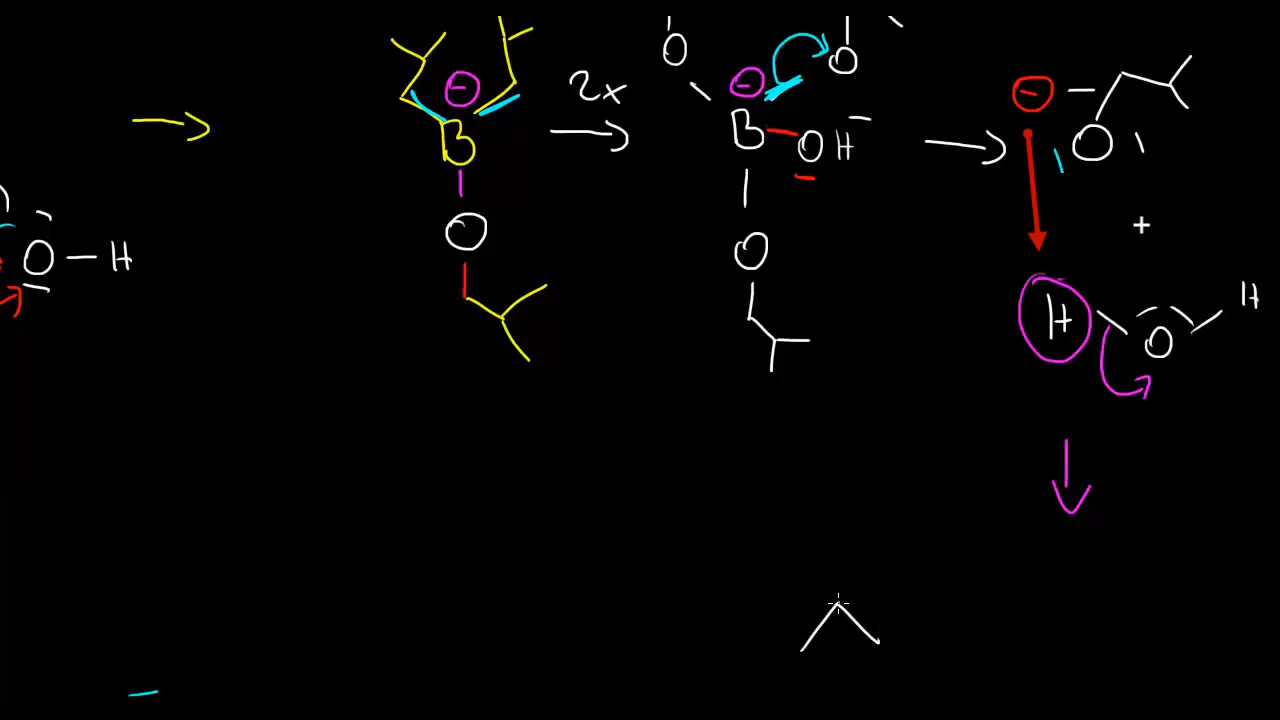 O O
− − −
2x
B B OH O
O O
+
O − H
H O H